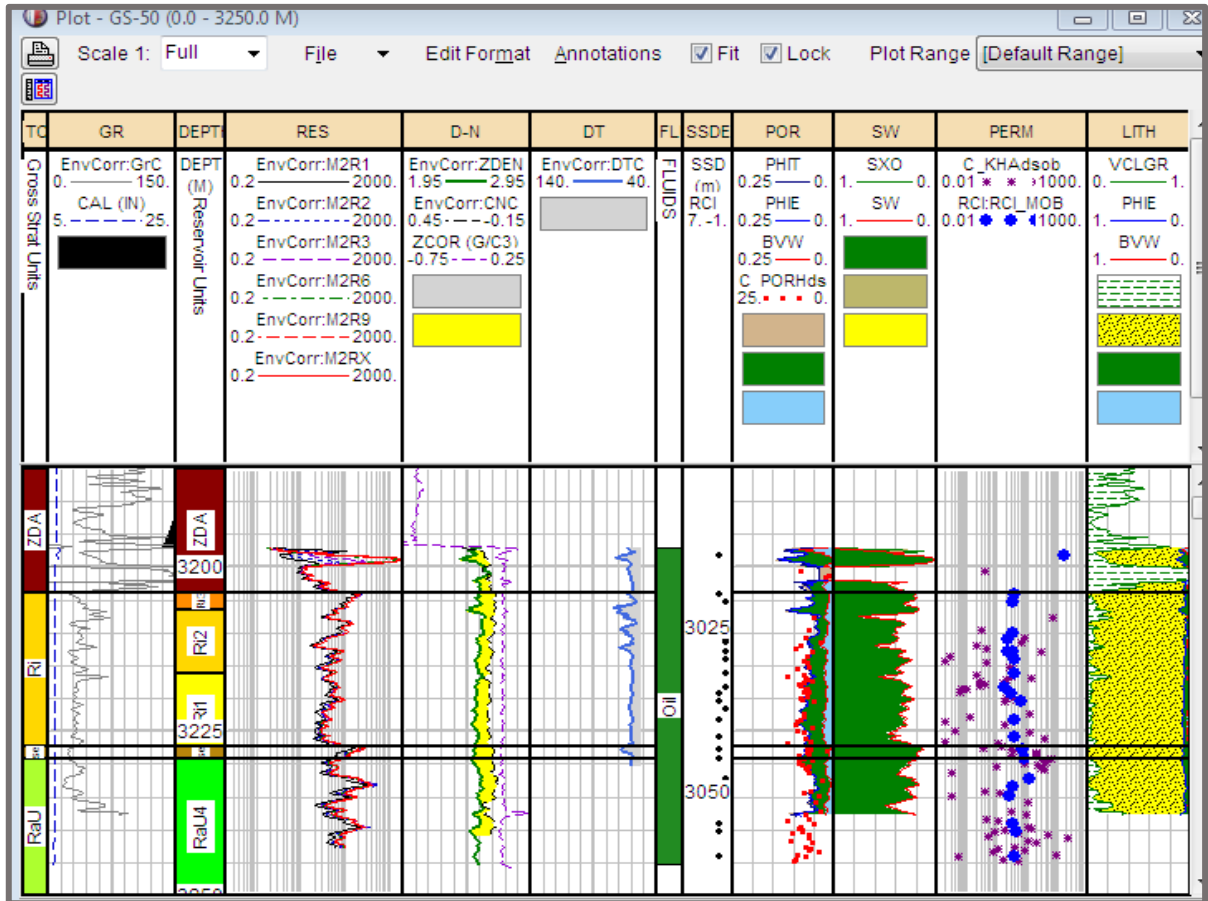 Plot - GS-50 (0.0 - 3250.0 M)
Scale 1: Full File Edit Format Annotations Fit Lock Plot Range [Default Range]
TO GR DEPTH RES D-N DT FL SSDE POR SW PERM LITH
Gross Strat Units
EnvCorr:GrC
0. 150.
CAL (IN)
5. 25.
DEPT
(M)
Reservoir Units
EnvCorr:M2R1
0.2 2000.
EnvCorr:M2R2
0.2 2000.
EnvCorr:M2R3
0.2 2000.
EnvCorr:M2R6
0.2 2000.
EnvCorr:M2R9
0.2 2000.
EnvCorr:M2RX
0.2 2000.
EnvCorr:ZDEN
1.95 2.95
EnvCorr:CNC
0.45 -0.15
ZCOR (G/C3)
-0.75 0.25
EnvCorr:DTC
140. 40.
FLUIDS
SSD
(m)
RCI
7. -1.
PHIT
0.25 0.
PHIE
0.25 0.
BVW
0.25 0.
C_PORHds
25. 0.
SXO
1. 0.
SW
1. 0.
C_KHAdsob
0.01 1000.
RCI:RCI_MOB
0.01 1000.
VCLGR
0. 1.
PHIE
1. 0.
BVW
1. 0.
ZDA
Ri
se
RaU
ZDA
3200
Ri3
Ri2
Ri1
3225
se
RaU4
Oil
3025
3050